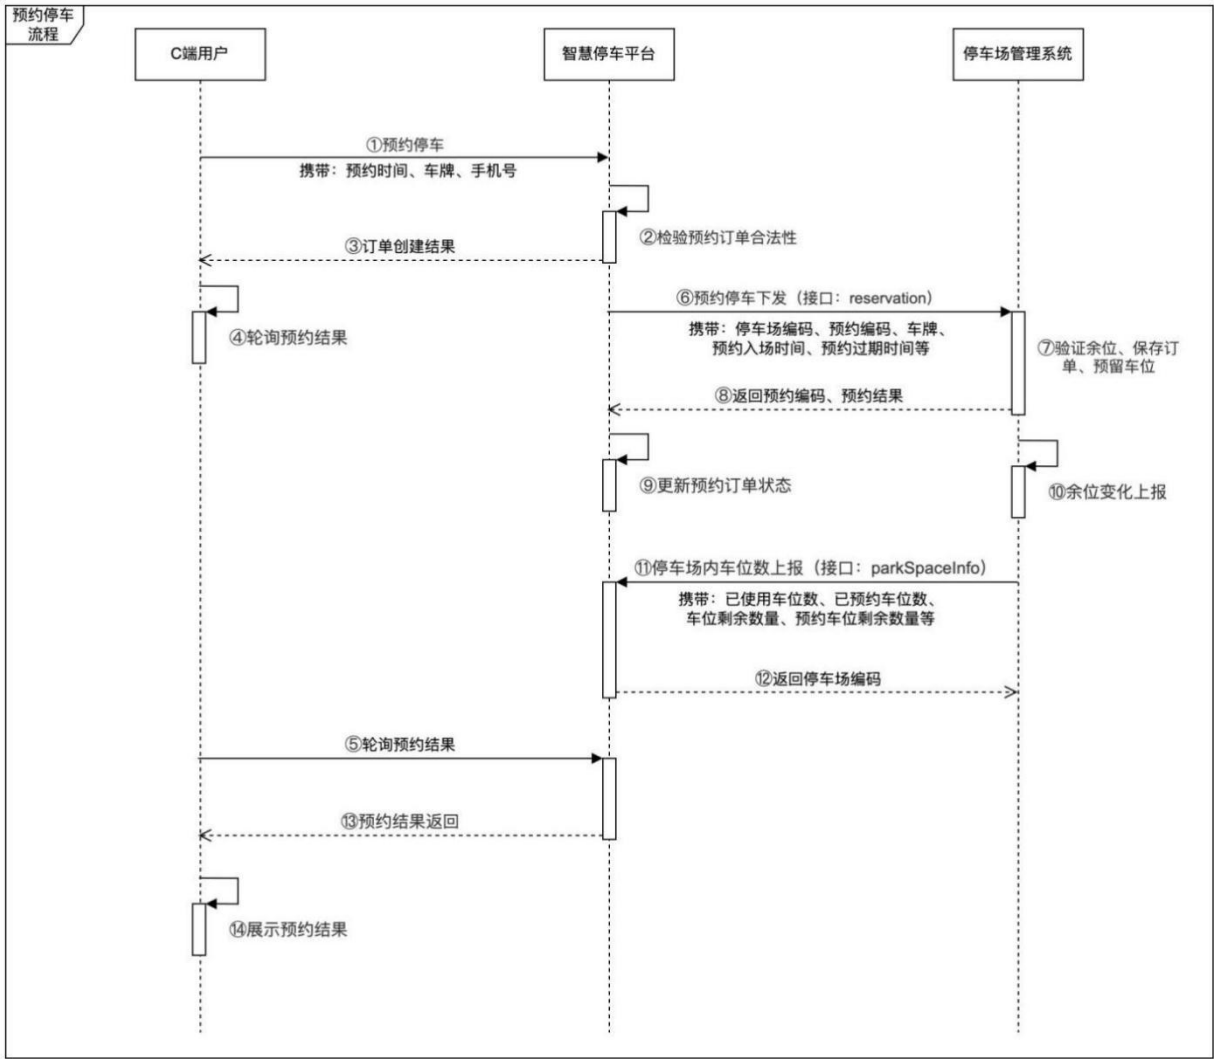 预约停车
流程
C端用户
智慧停车平台
停车场管理系统
①预约停车
携带：预约时间、车牌、手机号
②检验预约订单合法性
③订单创建结果
④轮询预约结果
⑥预约停车下发（接口：reservation）
携带：停车场编码、预约编码、车牌、
预约入场时间、预约过期时间等
⑦验证余位、保存订
单、预留车位
⑧返回预约编码、预约结果
⑨更新预约订单状态
⑩余位变化上报
⑪停车场内车位数上报（接口：parkSpaceInfo）
携带：已使用车位数、已预约车位数、
车位剩余数量、预约车位剩余数量等
⑫返回停车场编码
⑤轮询预约结果
⑬预约结果返回
⑭展示预约结果